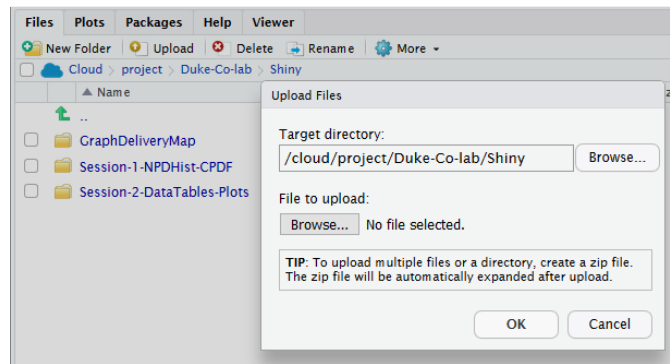 Files Plots Packages Help Viewer
New Folder Upload Delete Rename More
Cloud > project > Duke-Co-lab > Shiny
Name
..
GraphDeliveryMap
Session-1-NPDHist-CPDF
Session-2-DataTables-Plots
Upload Files
Target directory:
/cloud/project/Duke-Co-lab/Shiny Browse...
File to upload:
Browse... No file selected.
TIP: To upload multiple files or a directory, create a zip file.
The zip file will be automatically expanded after upload.
OK Cancel